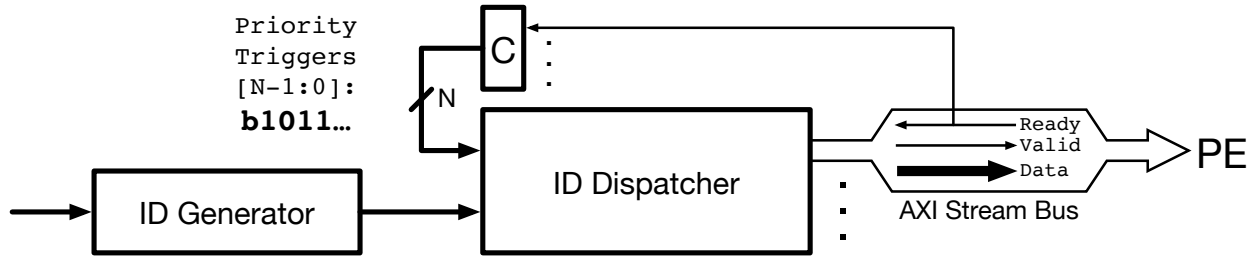 Priority
Triggers
[N-1:0]:
b1011…
C
N
Ready
Valid
Data
PE
ID Dispatcher
ID Generator
AXI Stream Bus